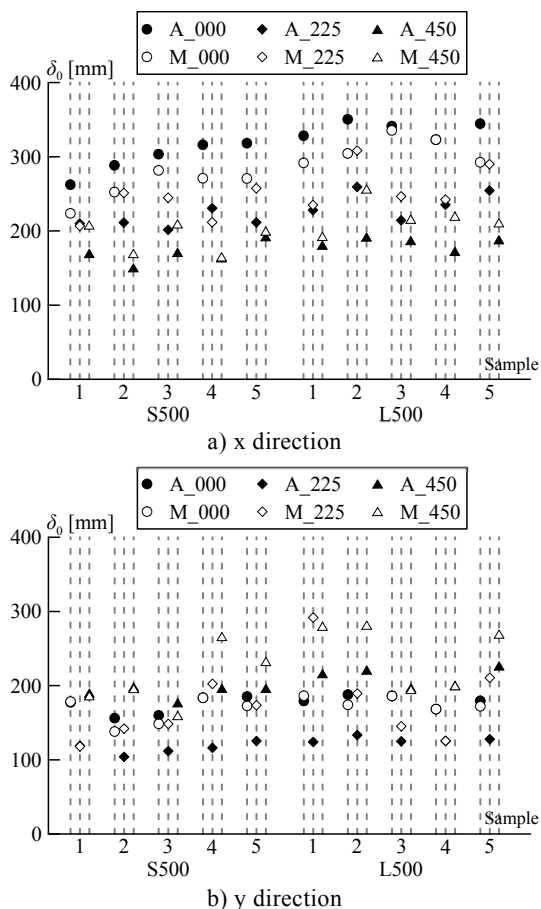 A_000 A_225 A_450
M_000 M_225 M_450
δ0 [mm]
400
300
200
100
0
Sample
1 2 3 4 5 1 2 3 4 5
S500 L500
a) x direction
A_000 A_225 A_450
M_000 M_225 M_450
δ0 [mm]
400
300
200
100
0
Sample
1 2 3 4 5 1 2 3 4 5
S500 L500
b) y direction